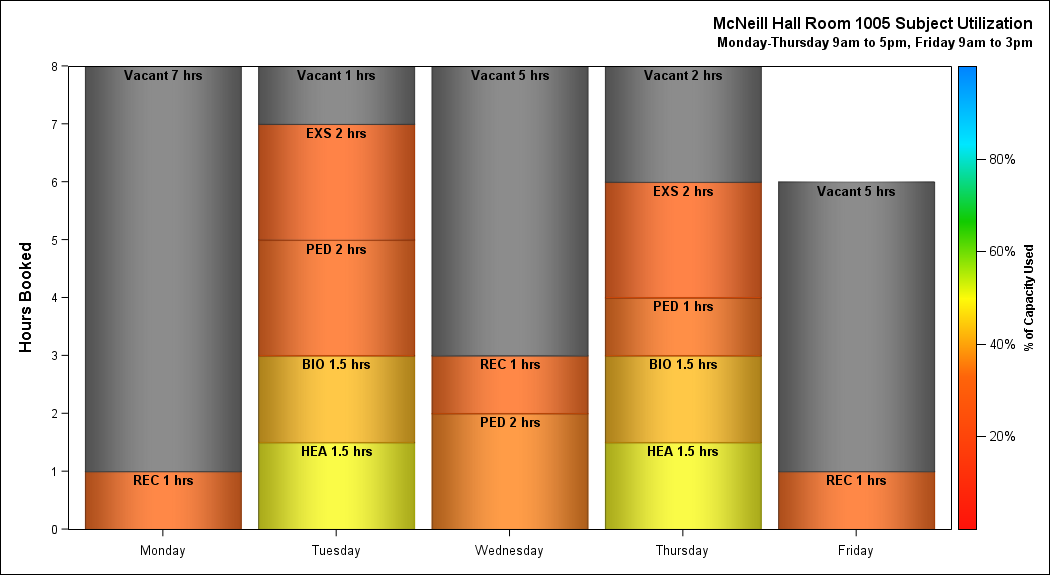 McNeill Hall Room 1005 Subject Utilization
Monday-Thursday 9am to 5pm, Friday 9am to 3pm
Hours Booked
8
7
6
5
4
3
2
1
0
Vacant 7 hrs
REC 1 hrs
Vacant 1 hrs
EXS 2 hrs
PED 2 hrs
BIO 1.5 hrs
HEA 1.5 hrs
Vacant 5 hrs
REC 1 hrs
PED 2 hrs
Vacant 2 hrs
EXS 2 hrs
PED 1 hrs
BIO 1.5 hrs
HEA 1.5 hrs
Vacant 5 hrs
REC 1 hrs
Monday
Tuesday
Wednesday
Thursday
Friday
80%
60%
40%
20%
% of Capacity Used